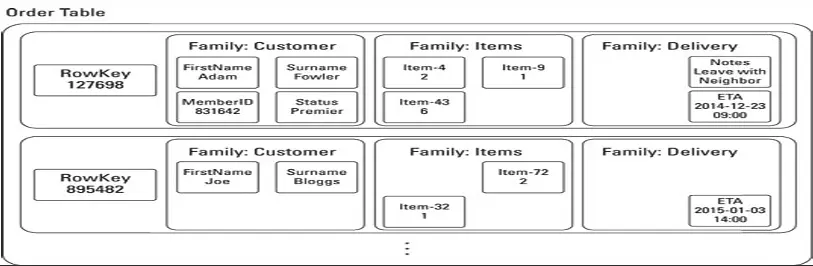 Order Table
RowKey
127698
Family: Customer
FirstName
Adam
Surname
Fowler
MemberID
831642
Status
Premier
Family: Items
Item-4
2
Item-9
1
Item-43
6
Family: Delivery
Notes
Leave with
Neighbor
ETA
2014-12-23
09:00
RowKey
895482
Family: Customer
FirstName
Joe
Surname
Bloggs
Family: Items
Item-72
2
Item-32
1
Family: Delivery
ETA
2015-01-03
14:00